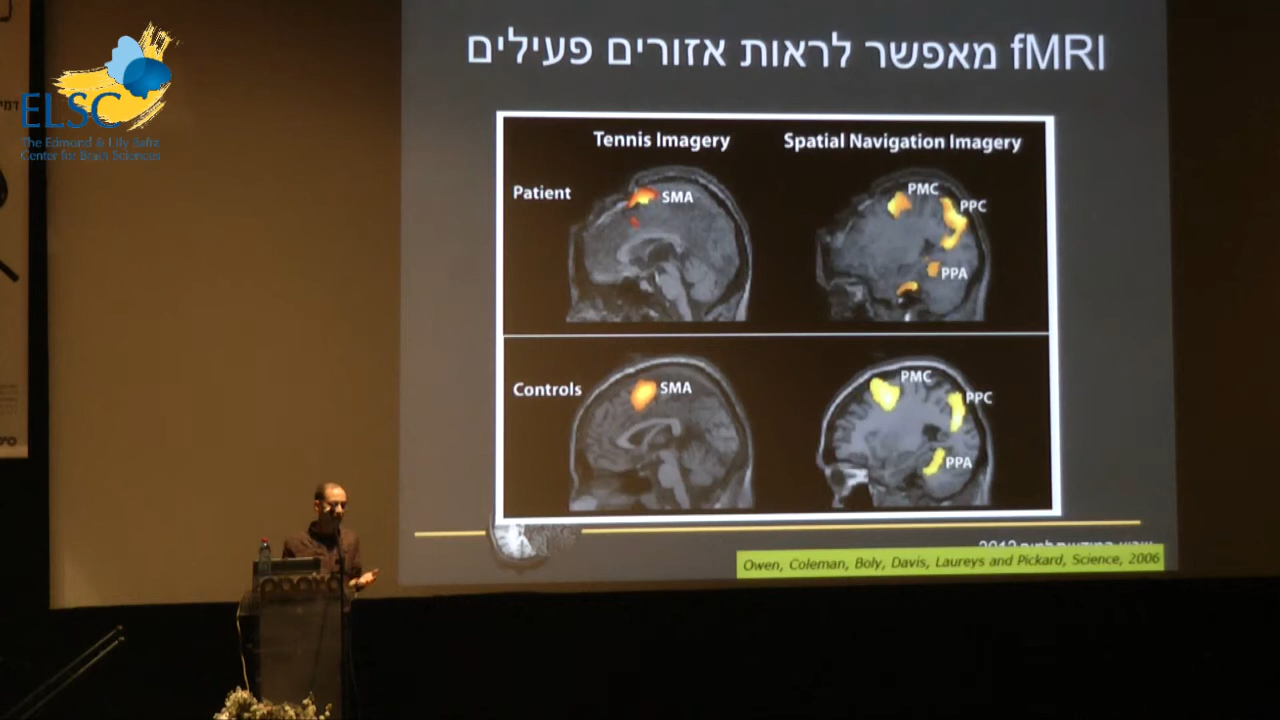 ELSC
The Edmond & Lily Safra
Center for Brain Sciences
fMRI מאפשר לראות אזורים פעילים
Tennis Imagery
Spatial Navigation Imagery
Patient
SMA
PMC
PPC
PPA
Controls
SMA
PMC
PPC
PPA
2012
Owen, Coleman, Boly, Davis, Laureys and Pickard, Science, 2006